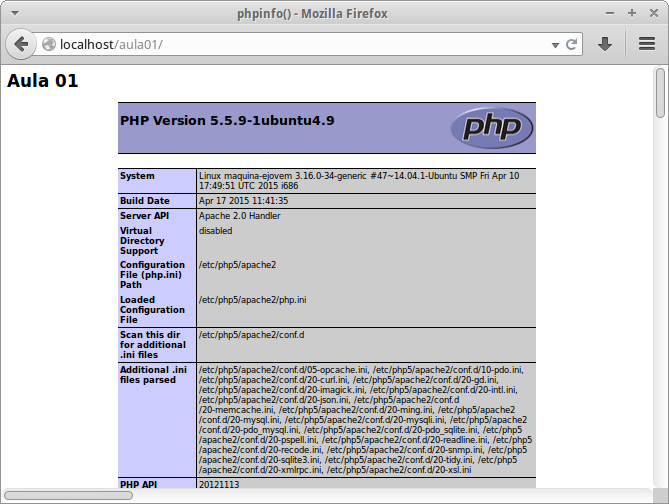 phpinfo() - Mozilla Firefox
localhost/aula01/
Aula 01
PHP Version 5.5.9-1ubuntu4.9
php
System
Linux maquina-ejovem 3.16.0-34-generic #47~14.04.1-Ubuntu SMP Fri Apr 10
17:49:51 UTC 2015 i686
Build Date
Apr 17 2015 11:41:35
Server API
Apache 2.0 Handler
Virtual
Directory
Support
disabled
Configuration
File (php.ini)
Path
/etc/php5/apache2
Loaded
Configuration
File
/etc/php5/apache2/php.ini
Scan this dir
for additional
.ini files
/etc/php5/apache2/conf.d
Additional .ini
files parsed
/etc/php5/apache2/conf.d/05-opcache.ini, /etc/php5/apache2/conf.d/10-pdo.ini,
/etc/php5/apache2/conf.d/20-curl.ini, /etc/php5/apache2/conf.d/20-gd.ini,
/etc/php5/apache2/conf.d/20-imagick.ini, /etc/php5/apache2/conf.d/20-intl.ini,
/etc/php5/apache2/conf.d/20-json.ini, /etc/php5/apache2/conf.d
/20-memcache.ini, /etc/php5/apache2/conf.d/20-ming.ini, /etc/php5/apache2
/conf.d/20-mysql.ini, /etc/php5/apache2/conf.d/20-mysqli.ini, /etc/php5/apache2
/conf.d/20-pdo_mysql.ini, /etc/php5/apache2/conf.d/20-pdo_sqlite.ini, /etc/php5
/apache2/conf.d/20-pspell.ini, /etc/php5/apache2/conf.d/20-readline.ini, /etc/php5
/apache2/conf.d/20-recode.ini, /etc/php5/apache2/conf.d/20-snmp.ini, /etc/php5
/apache2/conf.d/20-sqlite3.ini, /etc/php5/apache2/conf.d/20-tidy.ini, /etc/php5
/apache2/conf.d/20-xmlrpc.ini, /etc/php5/apache2/conf.d/20-xsl.ini
PHP API
20121113